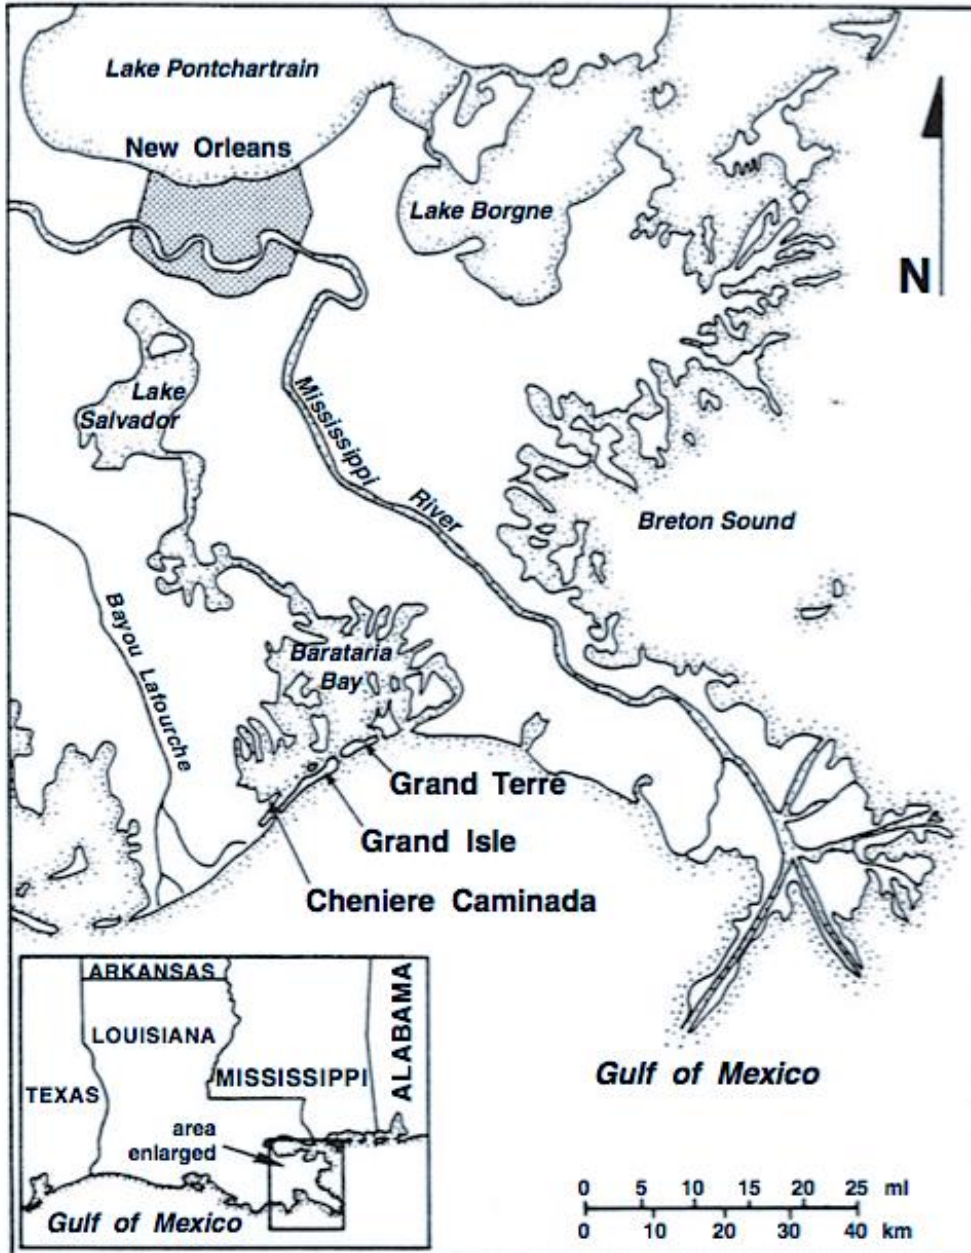 Lake Pontchartrain
New Orleans
Lake Borgne
N
Lake
Salvador
Mississippi River
Breton Sound
Bayou Lafourche
Barataria
Bay
Grand Terre
Grand Isle
Cheniere Caminada
Gulf of Mexico
ARKANSAS
LOUISIANA
MISSISSIPPI
ALABAMA
TEXAS
area
enlarged
Gulf of Mexico
0 5 10 15 20 25 ml
0 10 20 30 40 km